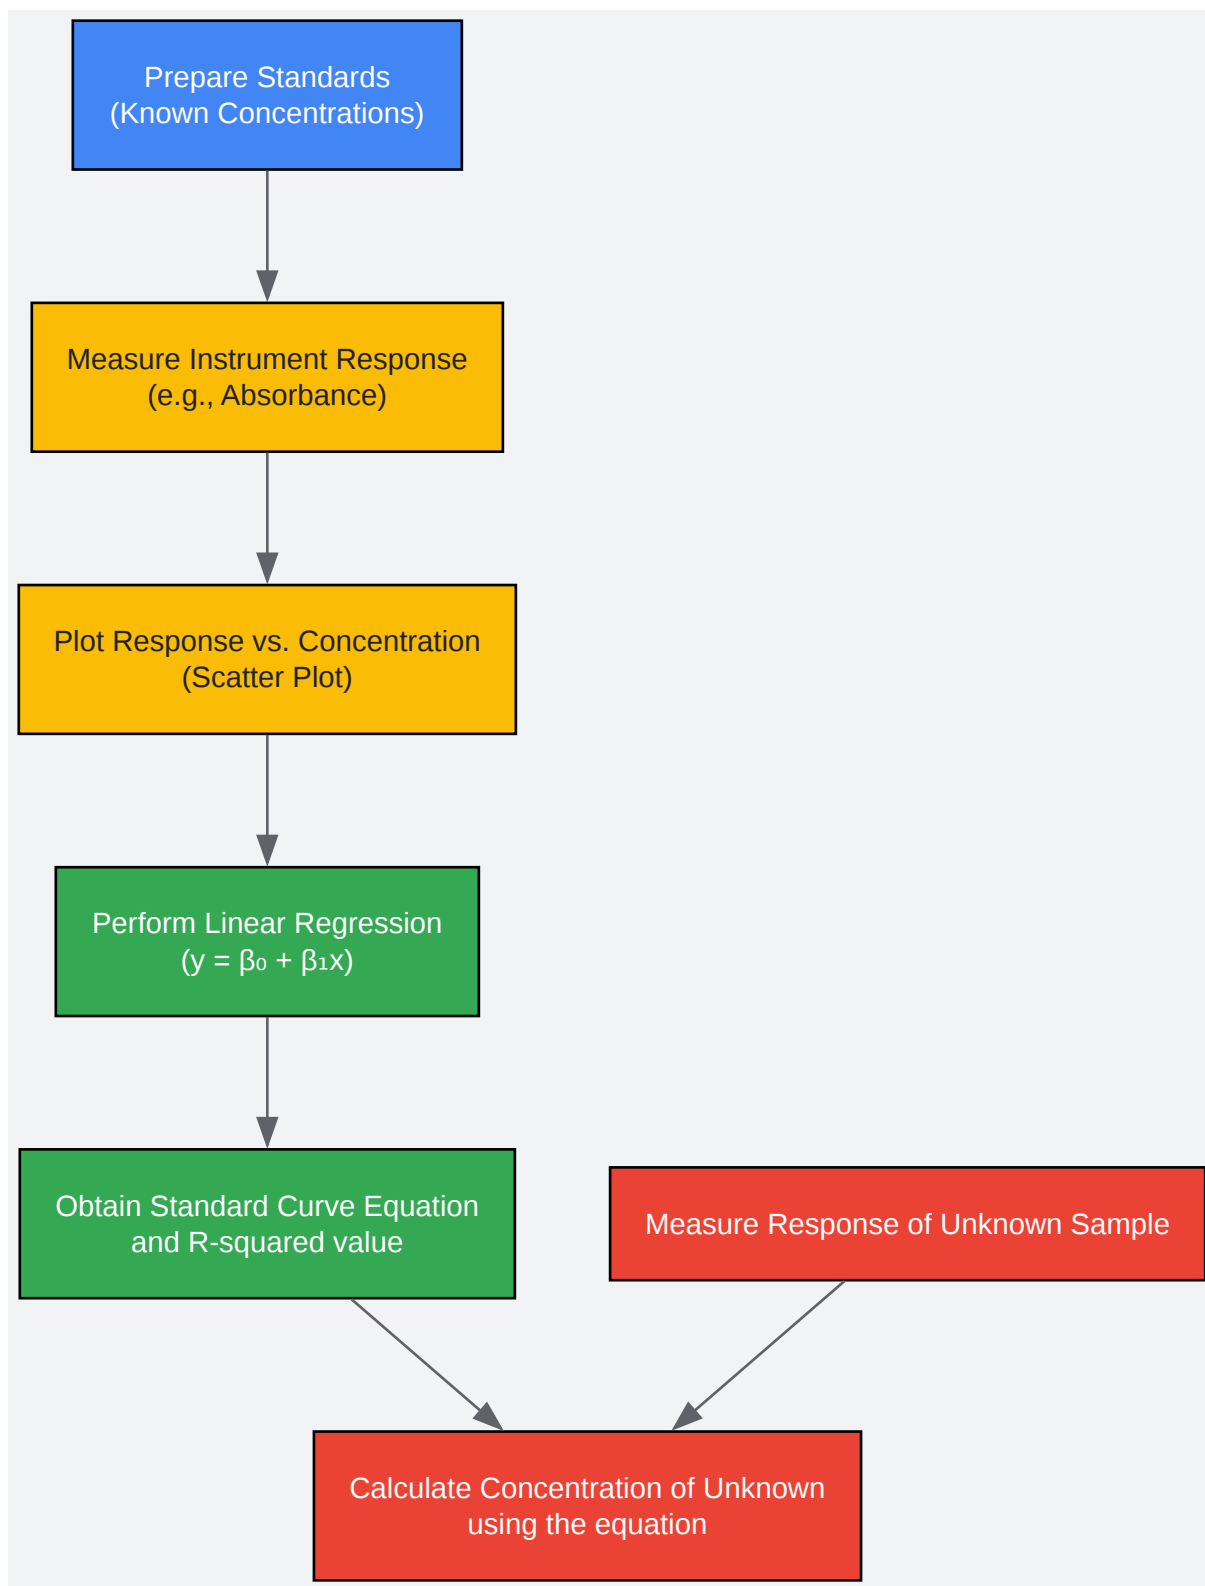 Prepare Standards
(Known Concentrations)
Measure Instrument Response
(e.g., Absorbance)
Plot Response vs. Concentration
(Scatter Plot)
Perform Linear Regression
(y = β₀ + β₁x)
Obtain Standard Curve Equation
and R-squared value
Measure Response of Unknown Sample
Calculate Concentration of Unknown
using the equation